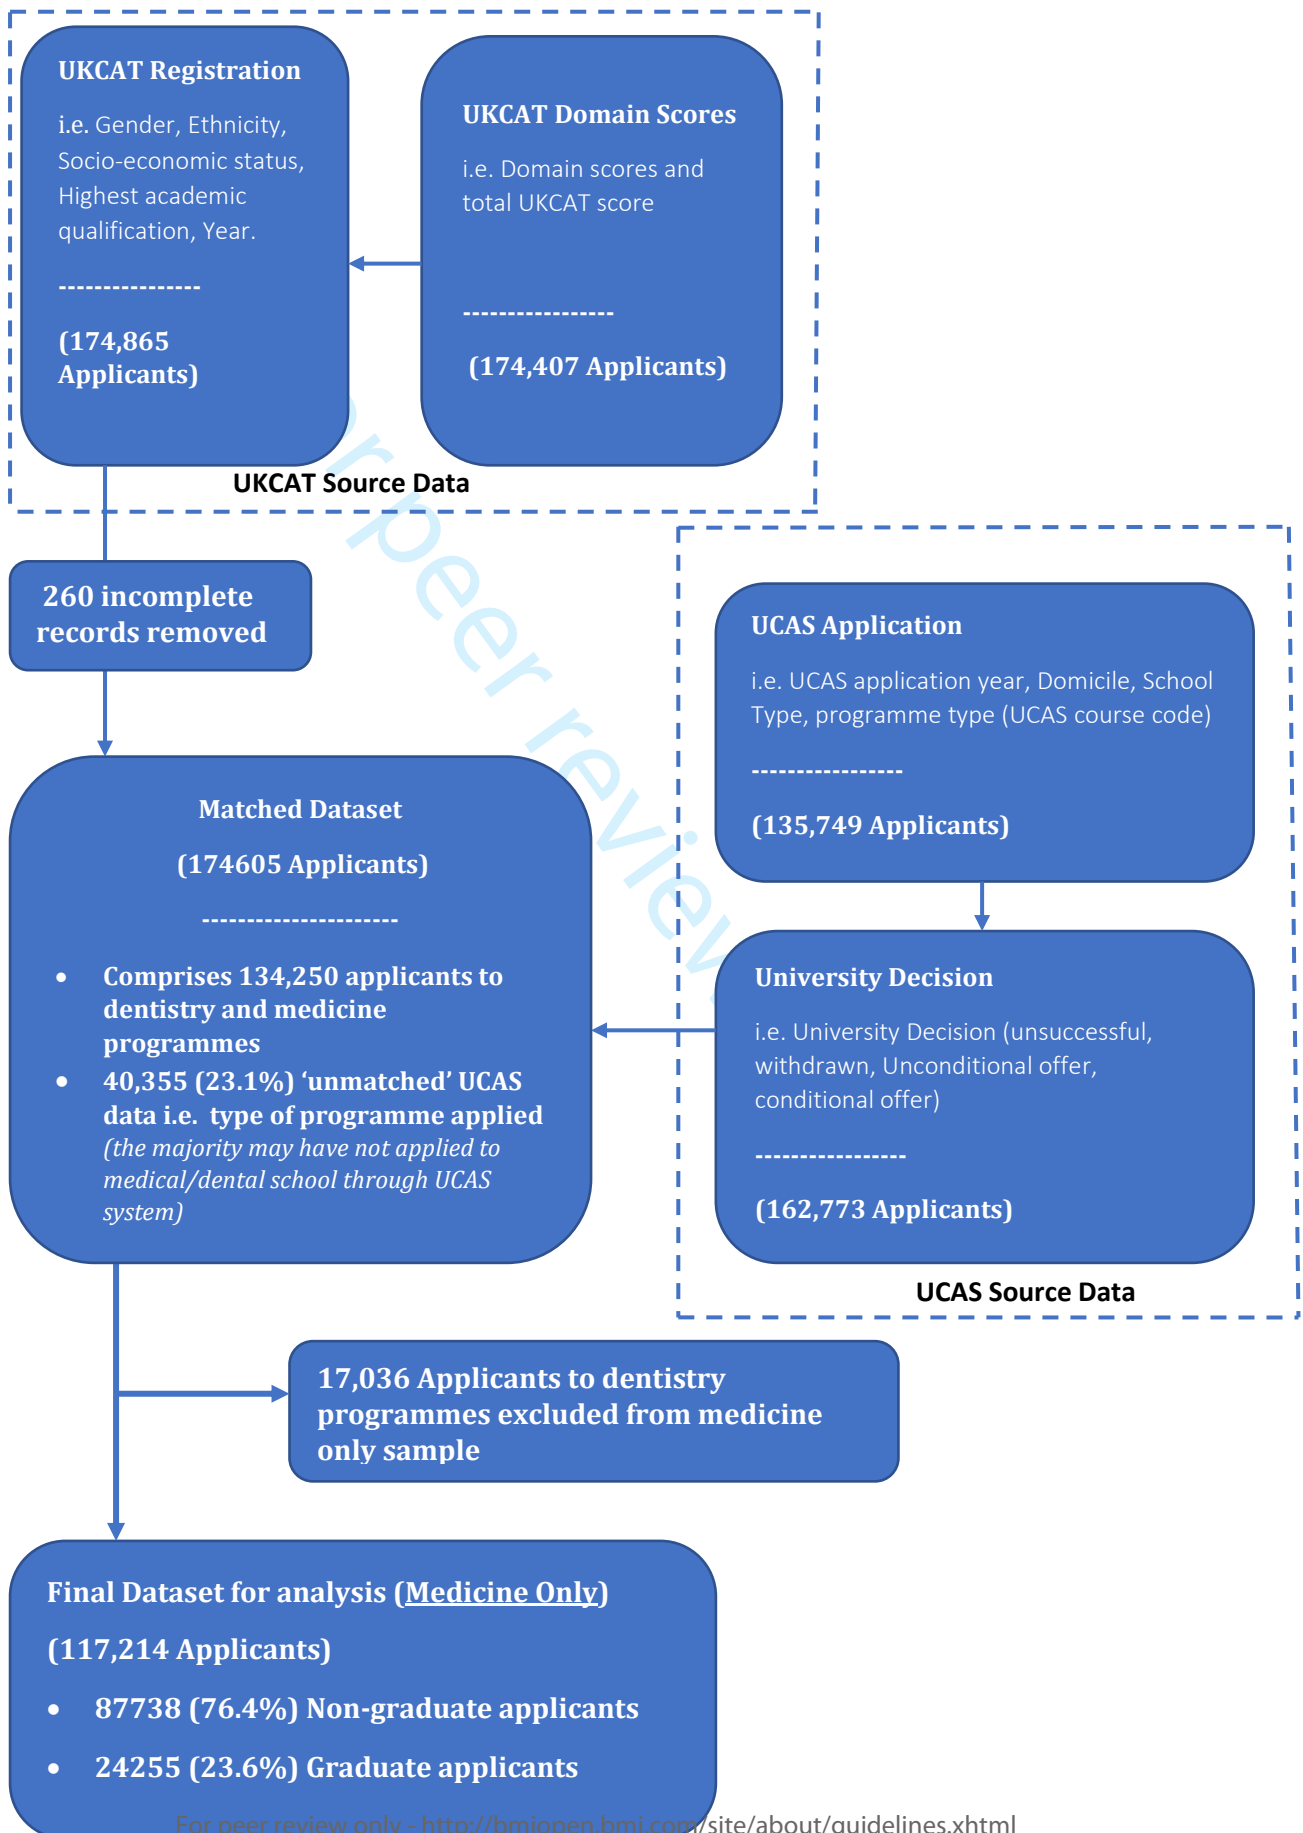 UKCAT Registration
i.e. Gender, Ethnicity,
Socio-economic status,
Highest academic
qualification, Year.
----------------
(174,865
Applicants)
UKCAT Domain Scores
i.e. Domain scores and
total UKCAT score
-----------------
(174,407 Applicants)
UKCAT Source Data
260 incomplete
records removed
UCAS Application
i.e. UCAS application year, Domicile, School
Type, programme type (UCAS course code)
-----------------
(135,749 Applicants)
University Decision
i.e. University Decision (unsuccessful,
withdrawn, Unconditional offer,
conditional offer)
-----------------
(162,773 Applicants)
UCAS Source Data
Matched Dataset
(174605 Applicants)
----------------------
• Comprises 134,250 applicants to
dentistry and medicine
programmes
• 40,355 (23.1%) ‘unmatched’ UCAS
data i.e. type of programme applied
(the majority may have not applied to
medical/dental school through UCAS
system)
17,036 Applicants to dentistry
programmes excluded from medicine
only sample
Final Dataset for analysis (Medicine Only)
(117,214 Applicants)
• 87738 (76.4%) Non-graduate applicants
• 24255 (23.6%) Graduate applicants
For peer review only - http://bmjopen.bmj.com/site/about/guidelines.xhtml
peer review